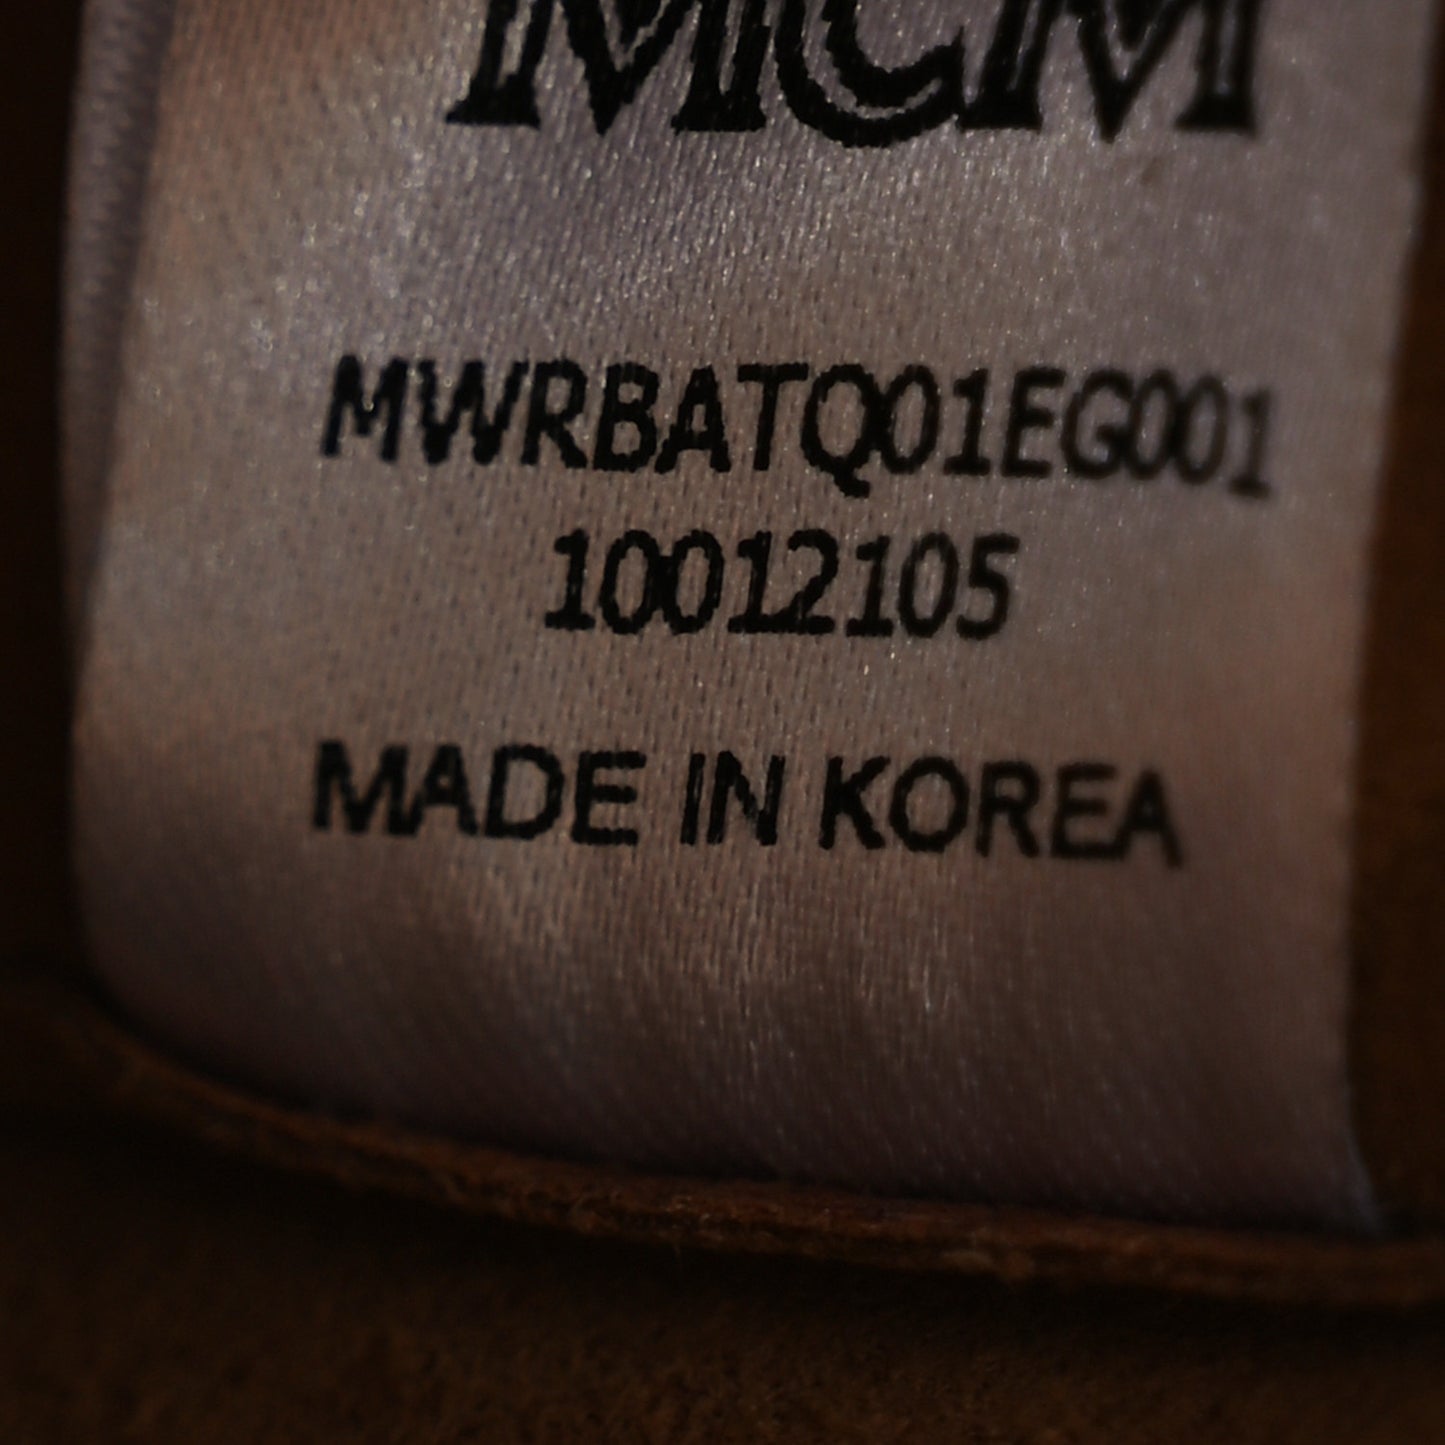 MCM
MWRBATQ01EG001
10012105
MADE IN KOREA